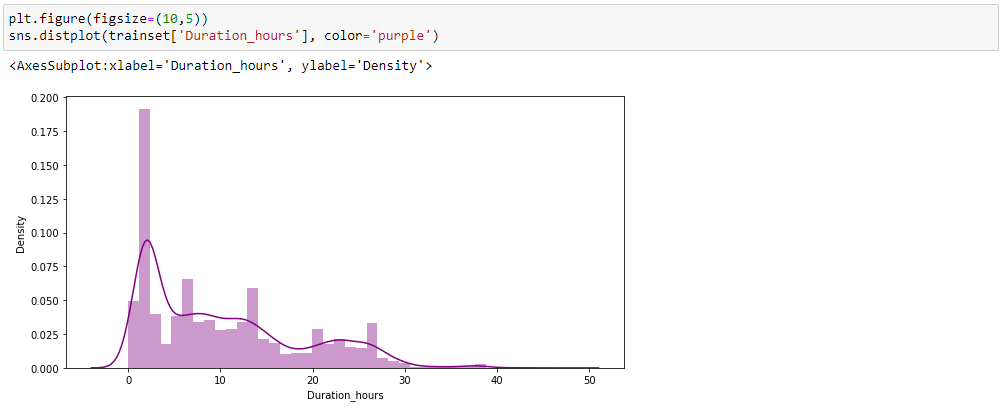 plt.figure(figsize=(10,5))
sns.distplot(trainset['Duration_hours'], color='purple')
<AxesSubplot:xlabel='Duration_hours', ylabel='Density'>
0.200
0.175
0.150
0.125
0.100
0.075
0.050
0.025
0.000
Density
0 10 20 30 40 50
Duration_hours